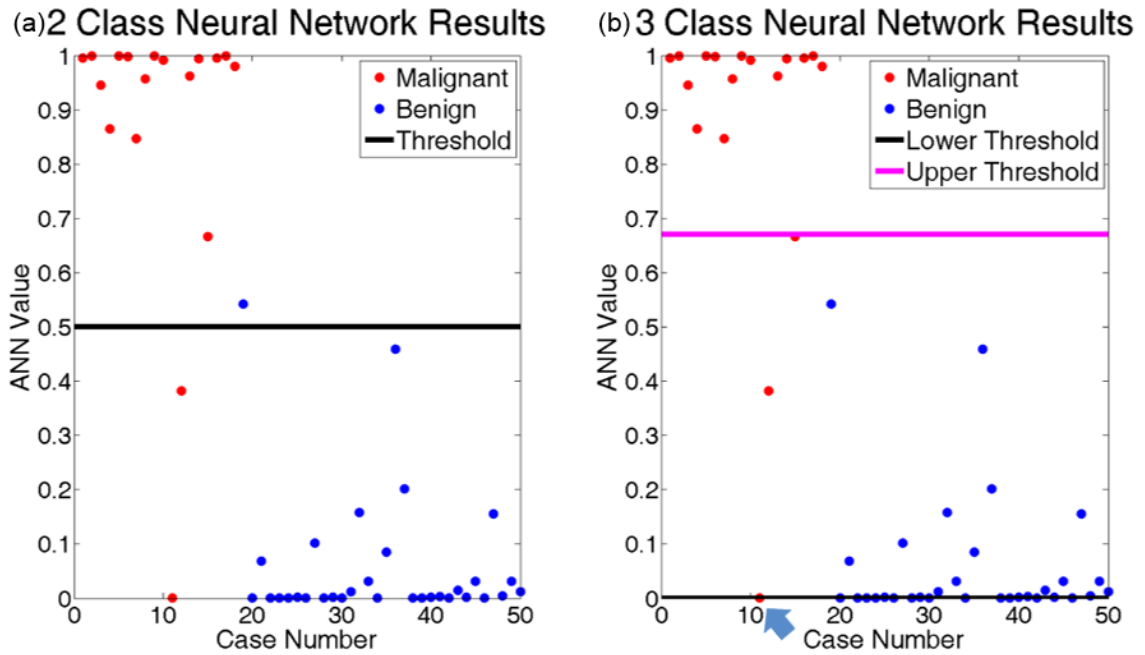 (a) 2 Class Neural Network Results
1
0.9
0.8
0.7
0.6
0.5
0.4
0.3
0.2
0.1
0
ANN Value
Malignant
Benign
Threshold
0 10 20 30 40 50
Case Number
(b) 3 Class Neural Network Results
1
0.9
0.8
0.7
0.6
0.5
0.4
0.3
0.2
0.1
0
ANN Value
Malignant
Benign
Lower Threshold
Upper Threshold
0 10 20 30 40 50
Case Number